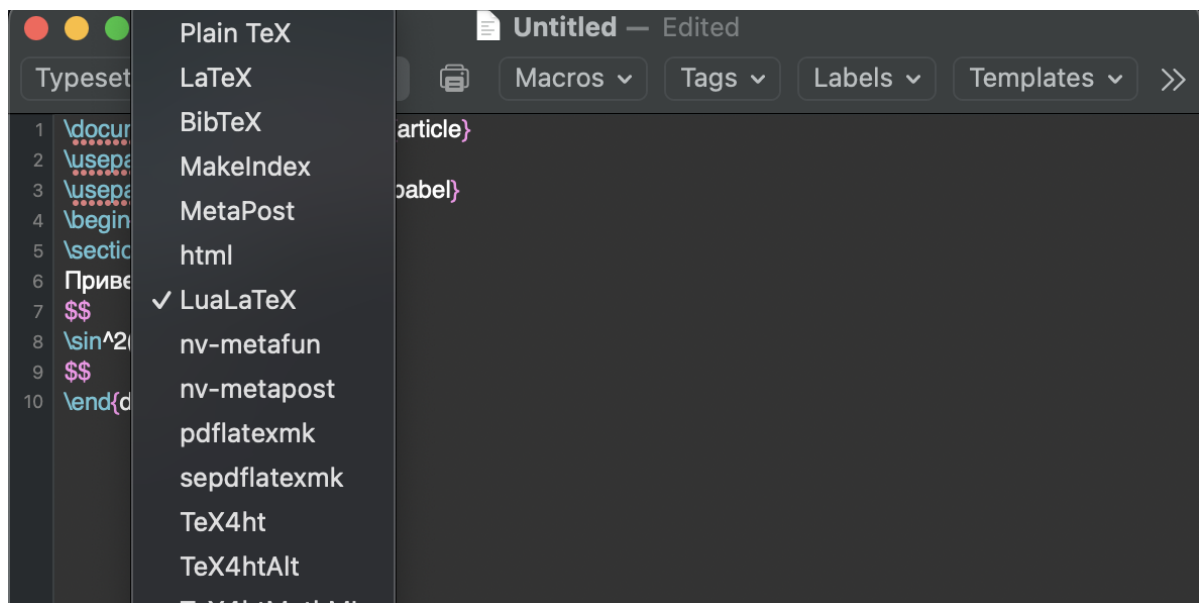 Untitled — Edited
Typeset
Macros
Tags
Labels
Templates
Plain TeX
LaTeX
BibTeX
MakeIndex
MetaPost
html
✓ LuaLaTeX
nv-metafun
nv-metapost
pdflatexmk
sepdflatexmk
TeX4ht
TeX4htAlt
1 \docum article}
2 \usepa
3 \usepa babel}
4 \begin
5 \sectio
6 Приве
7 $$
8 \sin^2(
9 $$
10 \end{d